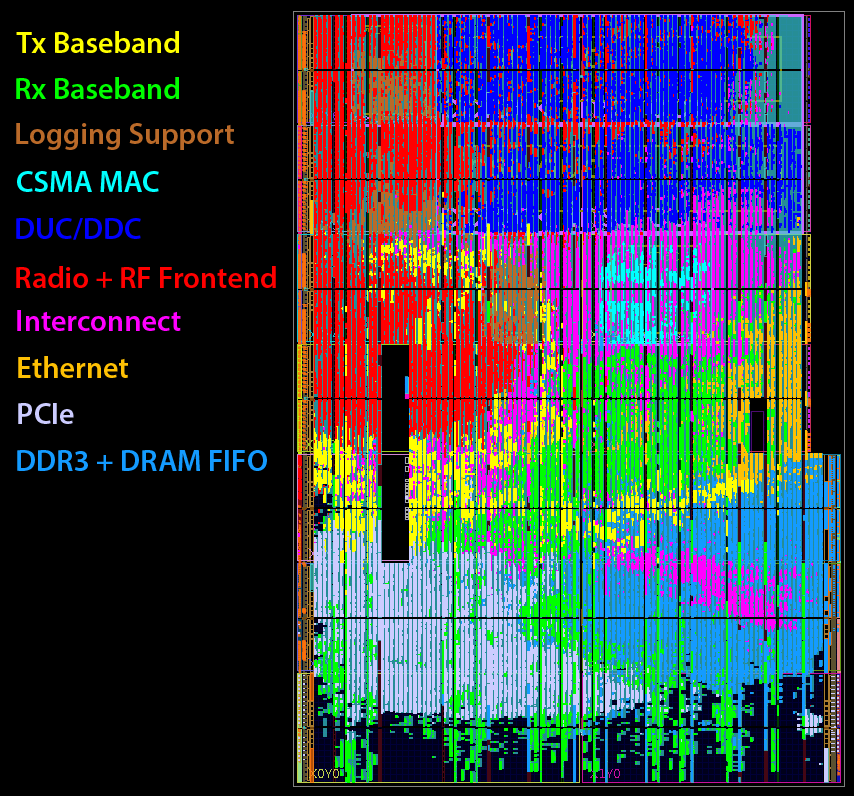 Tx Baseband
Rx Baseband
Logging Support
CSMA MAC
DUC/DDC
Radio + RF Frontend
Interconnect
Ethernet
PCIe
DDR3 + DRAM FIFO
X0Y0
X1Y0